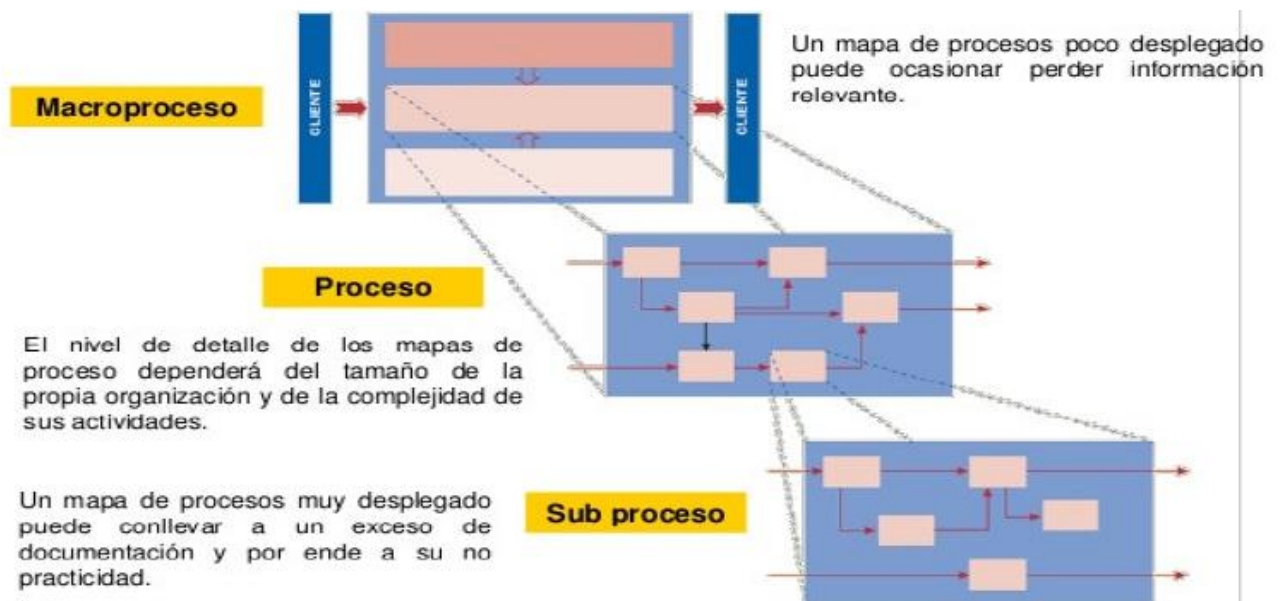 Macroproceso
CLIENTE
CLIENTE
Un mapa de procesos poco desplegado
puede ocasionar perder información
relevante.
Proceso
El nivel de detalle de los mapas de
proceso dependerá del tamaño de la
propia organización y de la complejidad de
sus actividades.
Un mapa de procesos muy desplegado
puede conllevar a un exceso de
documentación y por ende a su no
practicidad.
Sub proceso